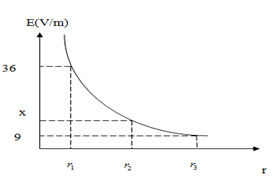 E(V/m)
36
x
9
r₁ r₂ r₃ r